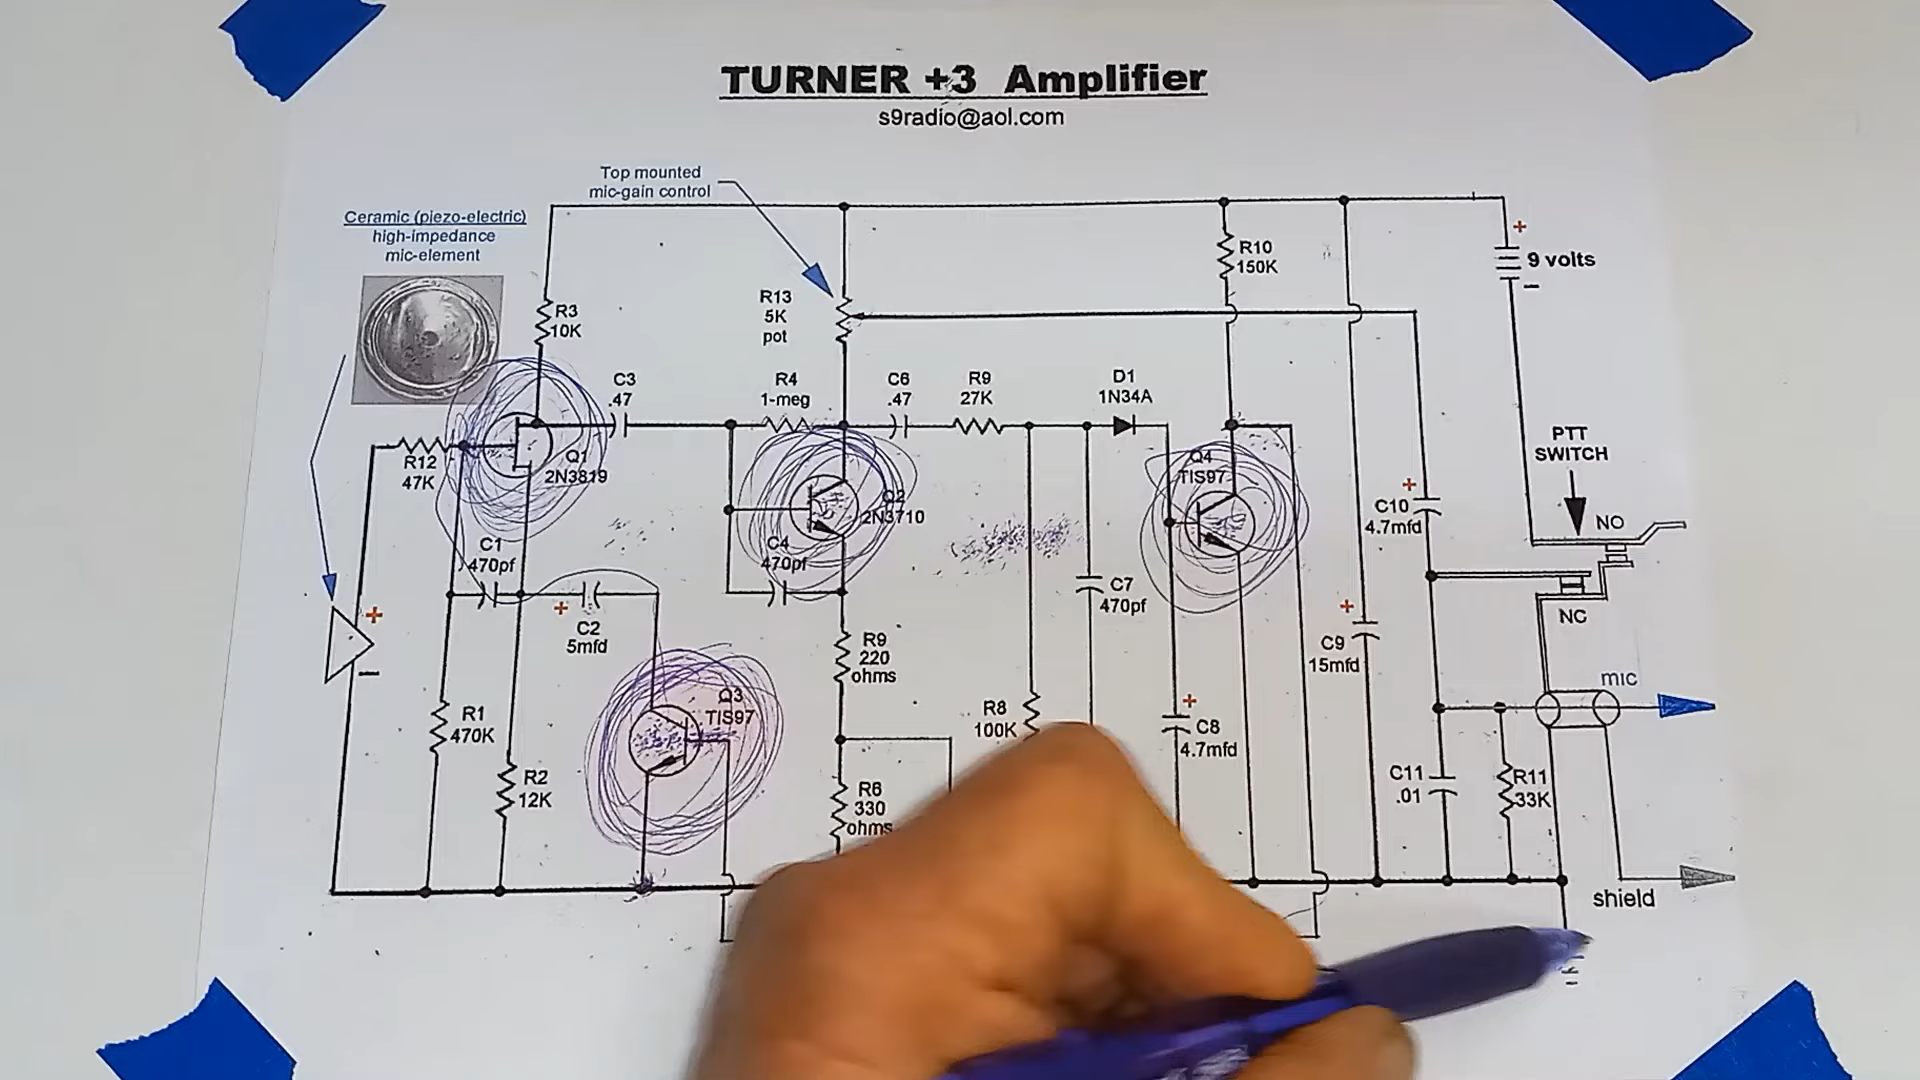 TURNER +3 Amplifier
s9radio@aol.com
Top mounted
mic-gain control
Ceramic (piezo-electric)
high-impedance
mic-element
R3
10K
R13
5K
pot
R10
150K
+
9 volts
−
R12
47K
Q1
2N3819
C3
.47
R4
1-meg
C6
.47
R9
27K
D1
1N34A
Q4
TIS97
PTT
SWITCH
NO
NC
+
C10
4.7mfd
Q2
2N3710
C1
470pf
C4
470pf
C7
470pf
+
C2
5mfd
+
−
+
C9
15mfd
R9
220
ohms
Q3
TIS97
R8
100K
+
C8
4.7mfd
mic
R1
470K
R2
12K
R6
330
ohms
C11
.01
R11
33K
shield